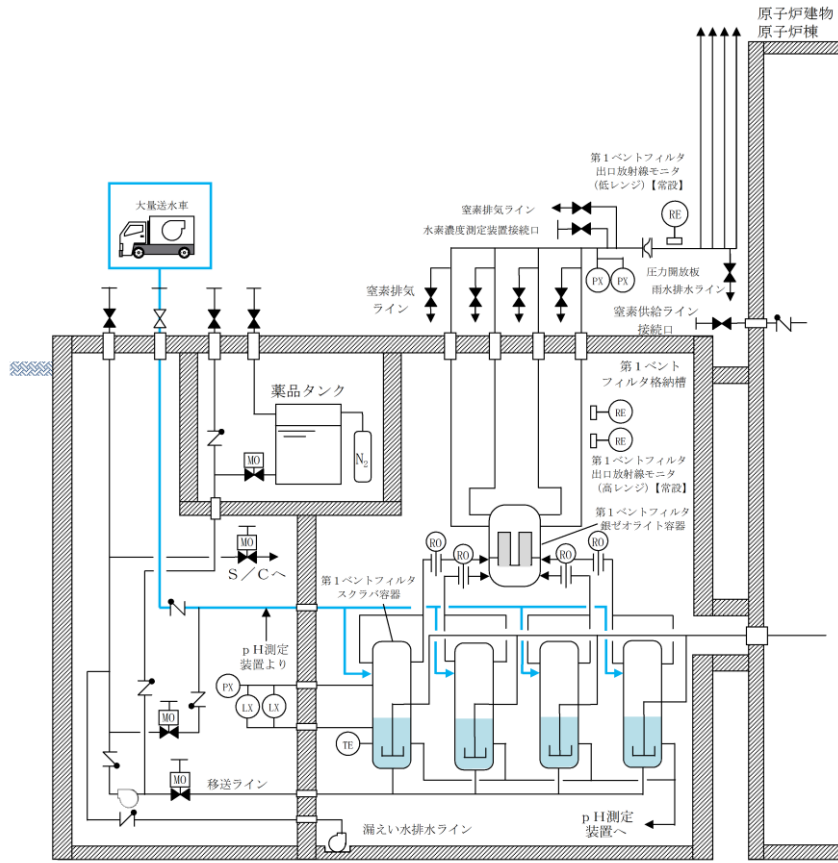 原子炉建物
原子炉棟
第１ベントフィルタ
出口放射線モニタ
（低レンジ）【常設】
大量送水車
窒素排気ライン
水素濃度測定装置接続口
RE
PX
PX
圧力開放板
雨水排水ライン
窒素排気
ライン
窒素供給ライン
接続口
第１ベント
フィルタ格納槽
薬品タンク
RE
RE
N2
MO
第１ベントフィルタ
出口放射線モニタ
（高レンジ）【常設】
第１ベントフィルタ
銀ゼオライト容器
MO
S／Cへ
RO
RO
RO
RO
第１ベントフィルタ
スクラバ容器
pH測定
装置より
PX
LX
LX
MO
TE
MO
移送ライン
漏えい水排水ライン
pH測定
装置へ